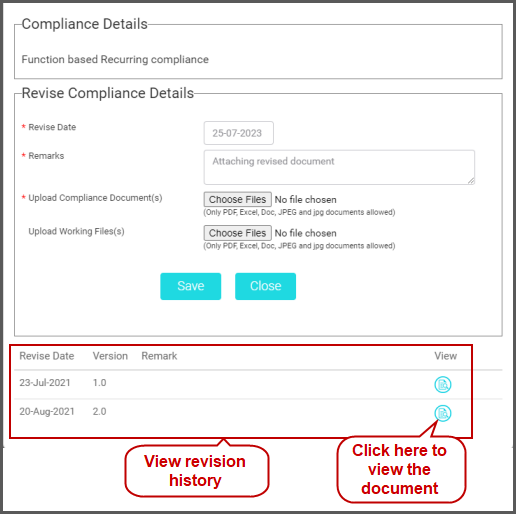 Compliance Details
Function based Recurring compliance
Revise Compliance Details
* Revise Date
25-07-2023
* Remarks
Attaching revised document
* Upload Compliance Document(s)
Choose Files No file chosen
(Only PDF, Excel, Doc, JPEG and jpg documents allowed)
Upload Working Files(s)
Choose Files No file chosen
(Only PDF, Excel, Doc, JPEG and jpg documents allowed)
Save Close
Revise Date Version Remark View
23-Jul-2021 1.0
20-Aug-2021 2.0
View revision
history
Click here to
view the
document